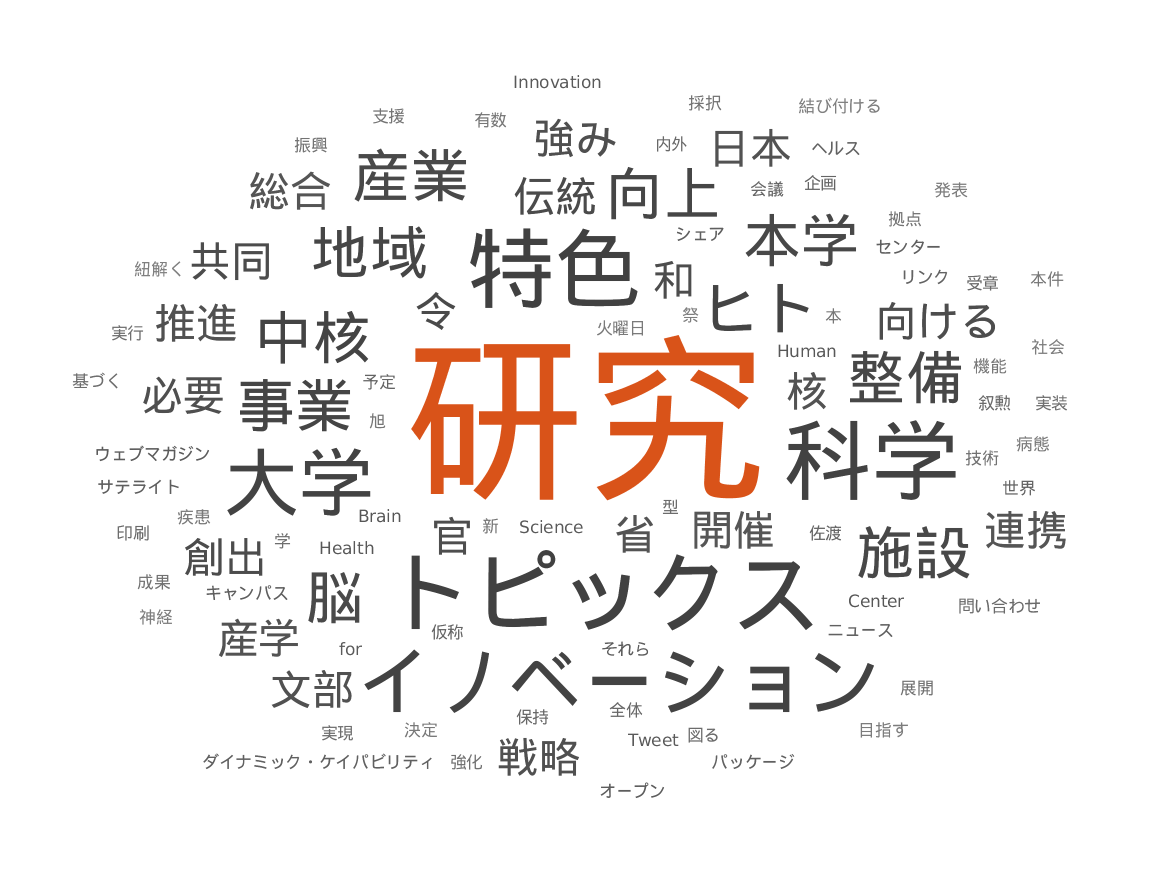 Innovation
支援 有数 採択 結び付ける
振興 強み 内外 日本 ヘルス
総合 産業 伝統 向上 会議 企画 発表
シェア 拠点
紐解く 共同 地域 特色 和 本学 センター
リンク 受章 本件
実行 推進 中核 令 火曜日 祭 ヒト 本 向ける
Human 社会
基づく 必要 事業 予定 研究 核 整備 機能
旭 叙勲 実装
ウェブマガジン 大学 科学 技術 病態
サテライト 世界
印刷 疾患 Brain 型
創出 学 Health 官 新 Science 省 開催 佐渡 施設 連携
成果 キャンパス 脳 トピックス Center 問い合わせ
神経 産学 仮称 ニュース
for それら
文部 イノベーション 展開
実現 決定 保持 全体 目指す
ダイナミック・ケイパビリティ 強化 戦略 Tweet 図る パッケージ
オープン